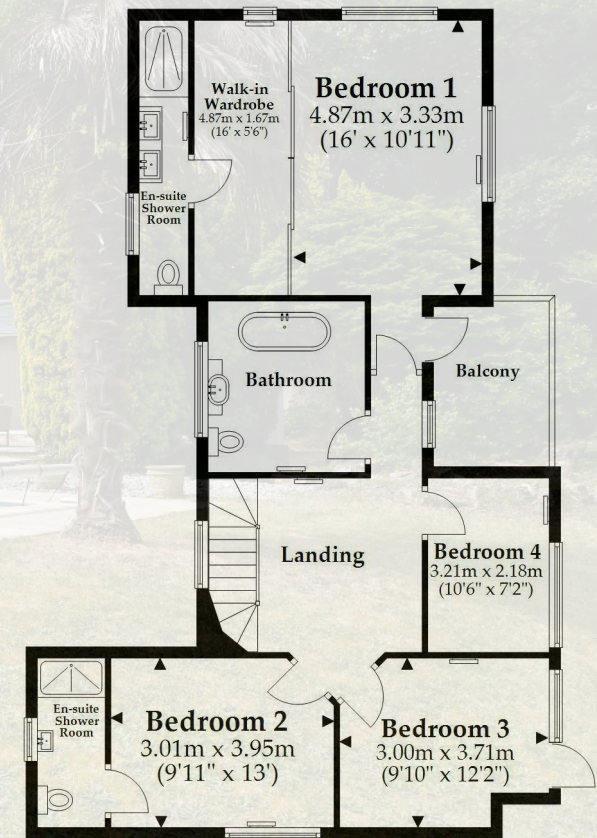 Walk-in
Wardrobe
4.87m x 1.67m
(16' x 5'6")
Bedroom 1
4.87m x 3.33m
(16' x 10'11")
En-suite
Shower
Room
Bathroom
Balcony
Landing
Bedroom 4
3.21m x 2.18m
(10'6" x 7'2")
En-suite
Shower
Room
Bedroom 2
3.01m x 3.95m
(9'11" x 13')
Bedroom 3
3.00m x 3.71m
(9'10" x 12'2")